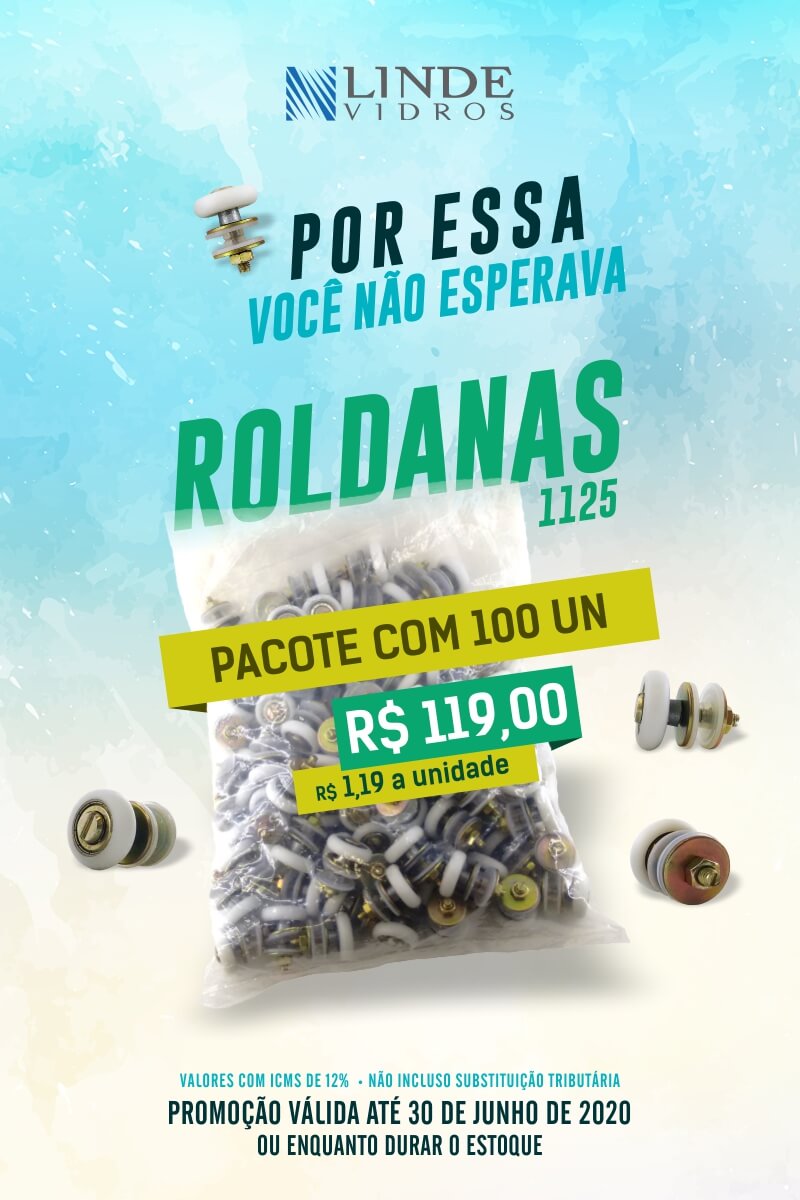 LINDE
VIDROS
POR ESSA
VOCÊ NÃO ESPERAVA
ROLDANAS
1125
PACOTE COM 100 UN
R$ 119,00
R$ 1,19 a unidade
VALORES COM ICMS DE 12% • NÃO INCLUSO SUBSTITUIÇÃO TRIBUTÁRIA
PROMOÇÃO VÁLIDA ATÉ 30 DE JUNHO DE 2020
OU ENQUANTO DURAR O ESTOQUE